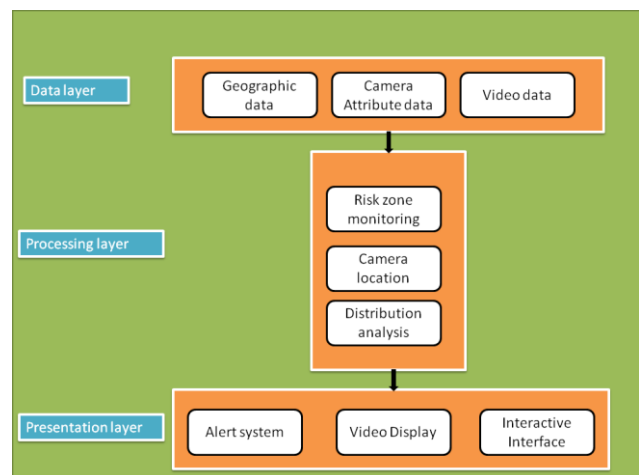 Data layer
Geographic
data
Camera
Attribute data
Video data
Processing layer
Risk zone
monitoring
Camera
location
Distribution
analysis
Presentation layer
Alert system
Video Display
Interactive
Interface